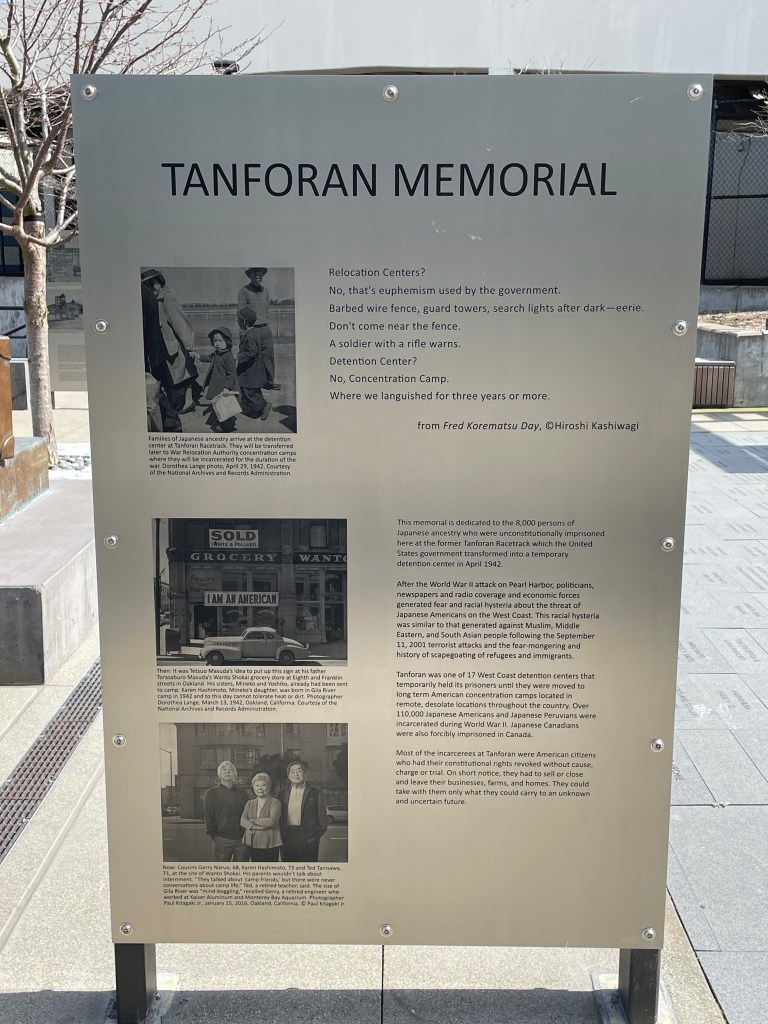 TANFORAN MEMORIAL
Relocation Centers?
No, that's euphemism used by the government.
Barbed wire fence, guard towers, search lights after dark—eerie.
Don't come near the fence.
A soldier with a rifle warns.
Detention Center?
No, Concentration Camp.
Where we languished for three years or more.
from Fred Korematsu Day, ©Hiroshi Kashiwagi
Families of Japanese ancestry arrive at the detention
center at Tanforan Racetrack. They will be transferred
later to War Relocation Authority concentration camps
where they will be incarcerated for the duration of the
war. Dorothea Lange photo, April 29, 1942. Courtesy
of the National Archives and Records Administration.
SOLD
WHITE & POLLARD
GROCERY
WANTO
I AM AN AMERICAN
Then: It was Tetsuo Masuda's idea to put up this sign at his father
Torasaburo Masuda's Wanto Shokai grocery store at Eighth and Franklin
streets in Oakland. His sisters, Mineko and Yoshiko, already had been sent
to camp. Karen Hashimoto, Mineko's daughter, was born in Gila River
camp in 1942 and to this day cannot tolerate heat or dirt. Photographer
Dorothea Lange, March 13, 1942, Oakland, California. Courtesy of the
National Archives and Records Administration.
Now: Cousins Gerry Naruo, 68, Karen Hashimoto, 73 and Ted Tanisawa,
71, at the site of Wanto Shokai. His parents wouldn't talk about
internment. "They talked about 'camp friends,' but there were never
conversations about camp life," Ted, a retired teacher, said. The size of
Gila River was "mind-boggling," recalled Gerry, a retired engineer who
worked at Kaiser Aluminum and Monterey Bay Aquarium. Photographer
Paul Kitagaki Jr., January 15, 2016. Oakland, California. © Paul Kitagaki Jr.
This memorial is dedicated to the 8,000 persons of
Japanese ancestry who were unconstitutionally imprisoned
here at the former Tanforan Racetrack which the United
States government transformed into a temporary
detention center in April 1942.
After the World War II attack on Pearl Harbor, politicians,
newspapers and radio coverage and economic forces
generated fear and racial hysteria about the threat of
Japanese Americans on the West Coast. This racial hysteria
was similar to that generated against Muslim, Middle
Eastern, and South Asian people following the September
11, 2001 terrorist attacks and the fear-mongering and
history of scapegoating of refugees and immigrants.
Tanforan was one of 17 West Coast detention centers that
temporarily held its prisoners until they were moved to
long term American concentration camps located in
remote, desolate locations throughout the country. Over
110,000 Japanese Americans and Japanese Peruvians were
incarcerated during World War II. Japanese Canadians
were also forcibly imprisoned in Canada.
Most of the incarcerees at Tanforan were American citizens
who had their constitutional rights revoked without cause,
charge or trial. On short notice, they had to sell or close
and leave their businesses, farms, and homes. They could
take with them only what they could carry to an unknown
and uncertain future.